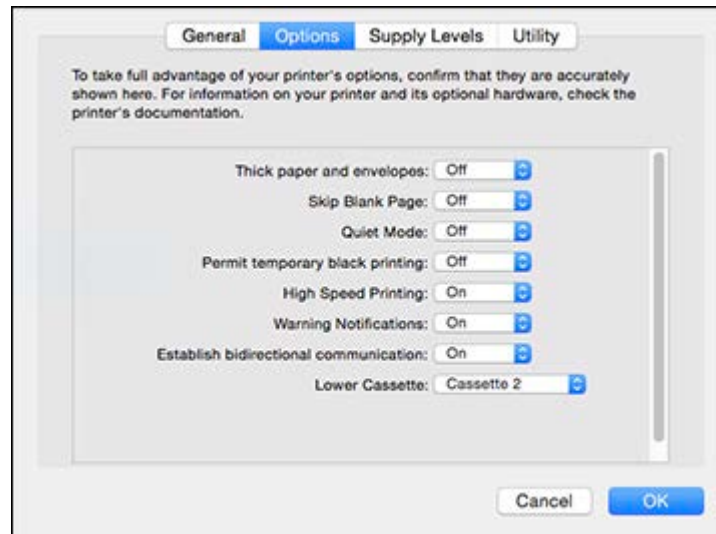 General Options Supply Levels Utility
To take full advantage of your printer's options, confirm that they are accurately
shown here. For information on your printer and its optional hardware, check the
printer's documentation.
Thick paper and envelopes: Off
Skip Blank Page: Off
Quiet Mode: Off
Permit temporary black printing: Off
High Speed Printing: On
Warning Notifications: On
Establish bidirectional communication: On
Lower Cassette: Cassette 2
Cancel OK